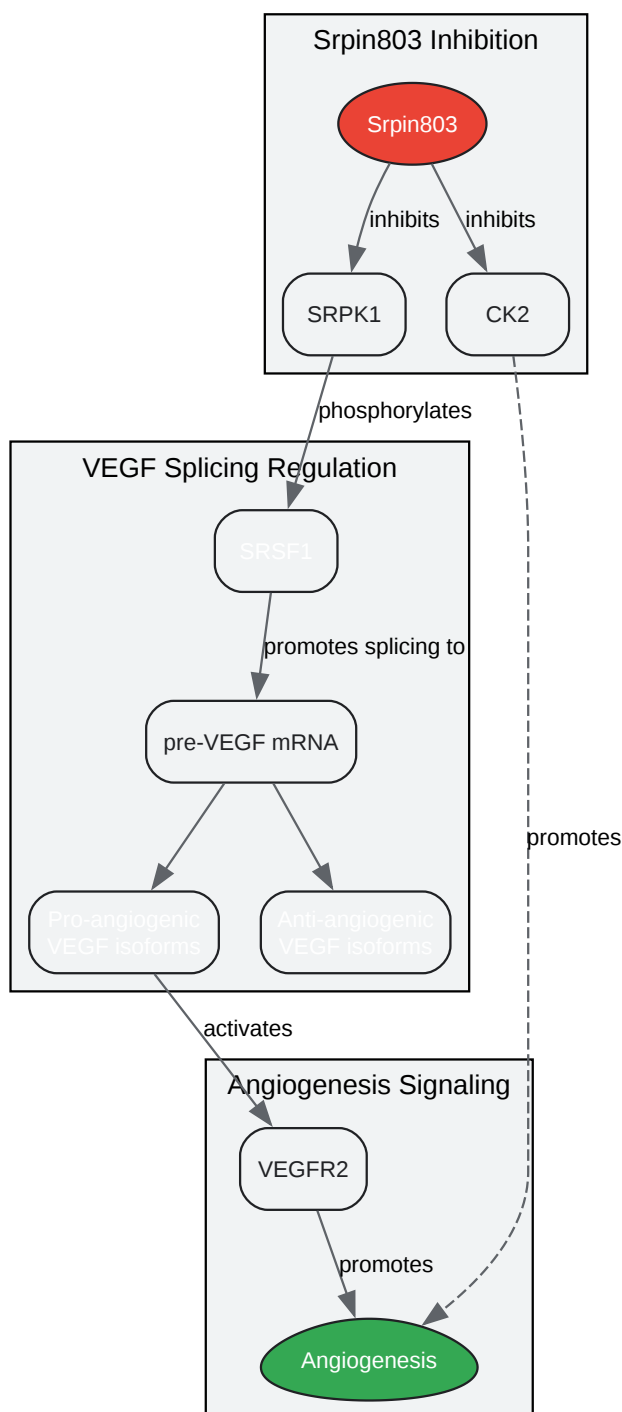 Srpin803 Inhibition
Srpin803
inhibits
inhibits
SRPK1
CK2
phosphorylates
VEGF Splicing Regulation
SRSF1
promotes splicing to
pre-VEGF mRNA
promotes
Pro-angiogenic
VEGF isoforms
Anti-angiogenic
VEGF isoforms
activates
Angiogenesis Signaling
VEGFR2
promotes
Angiogenesis